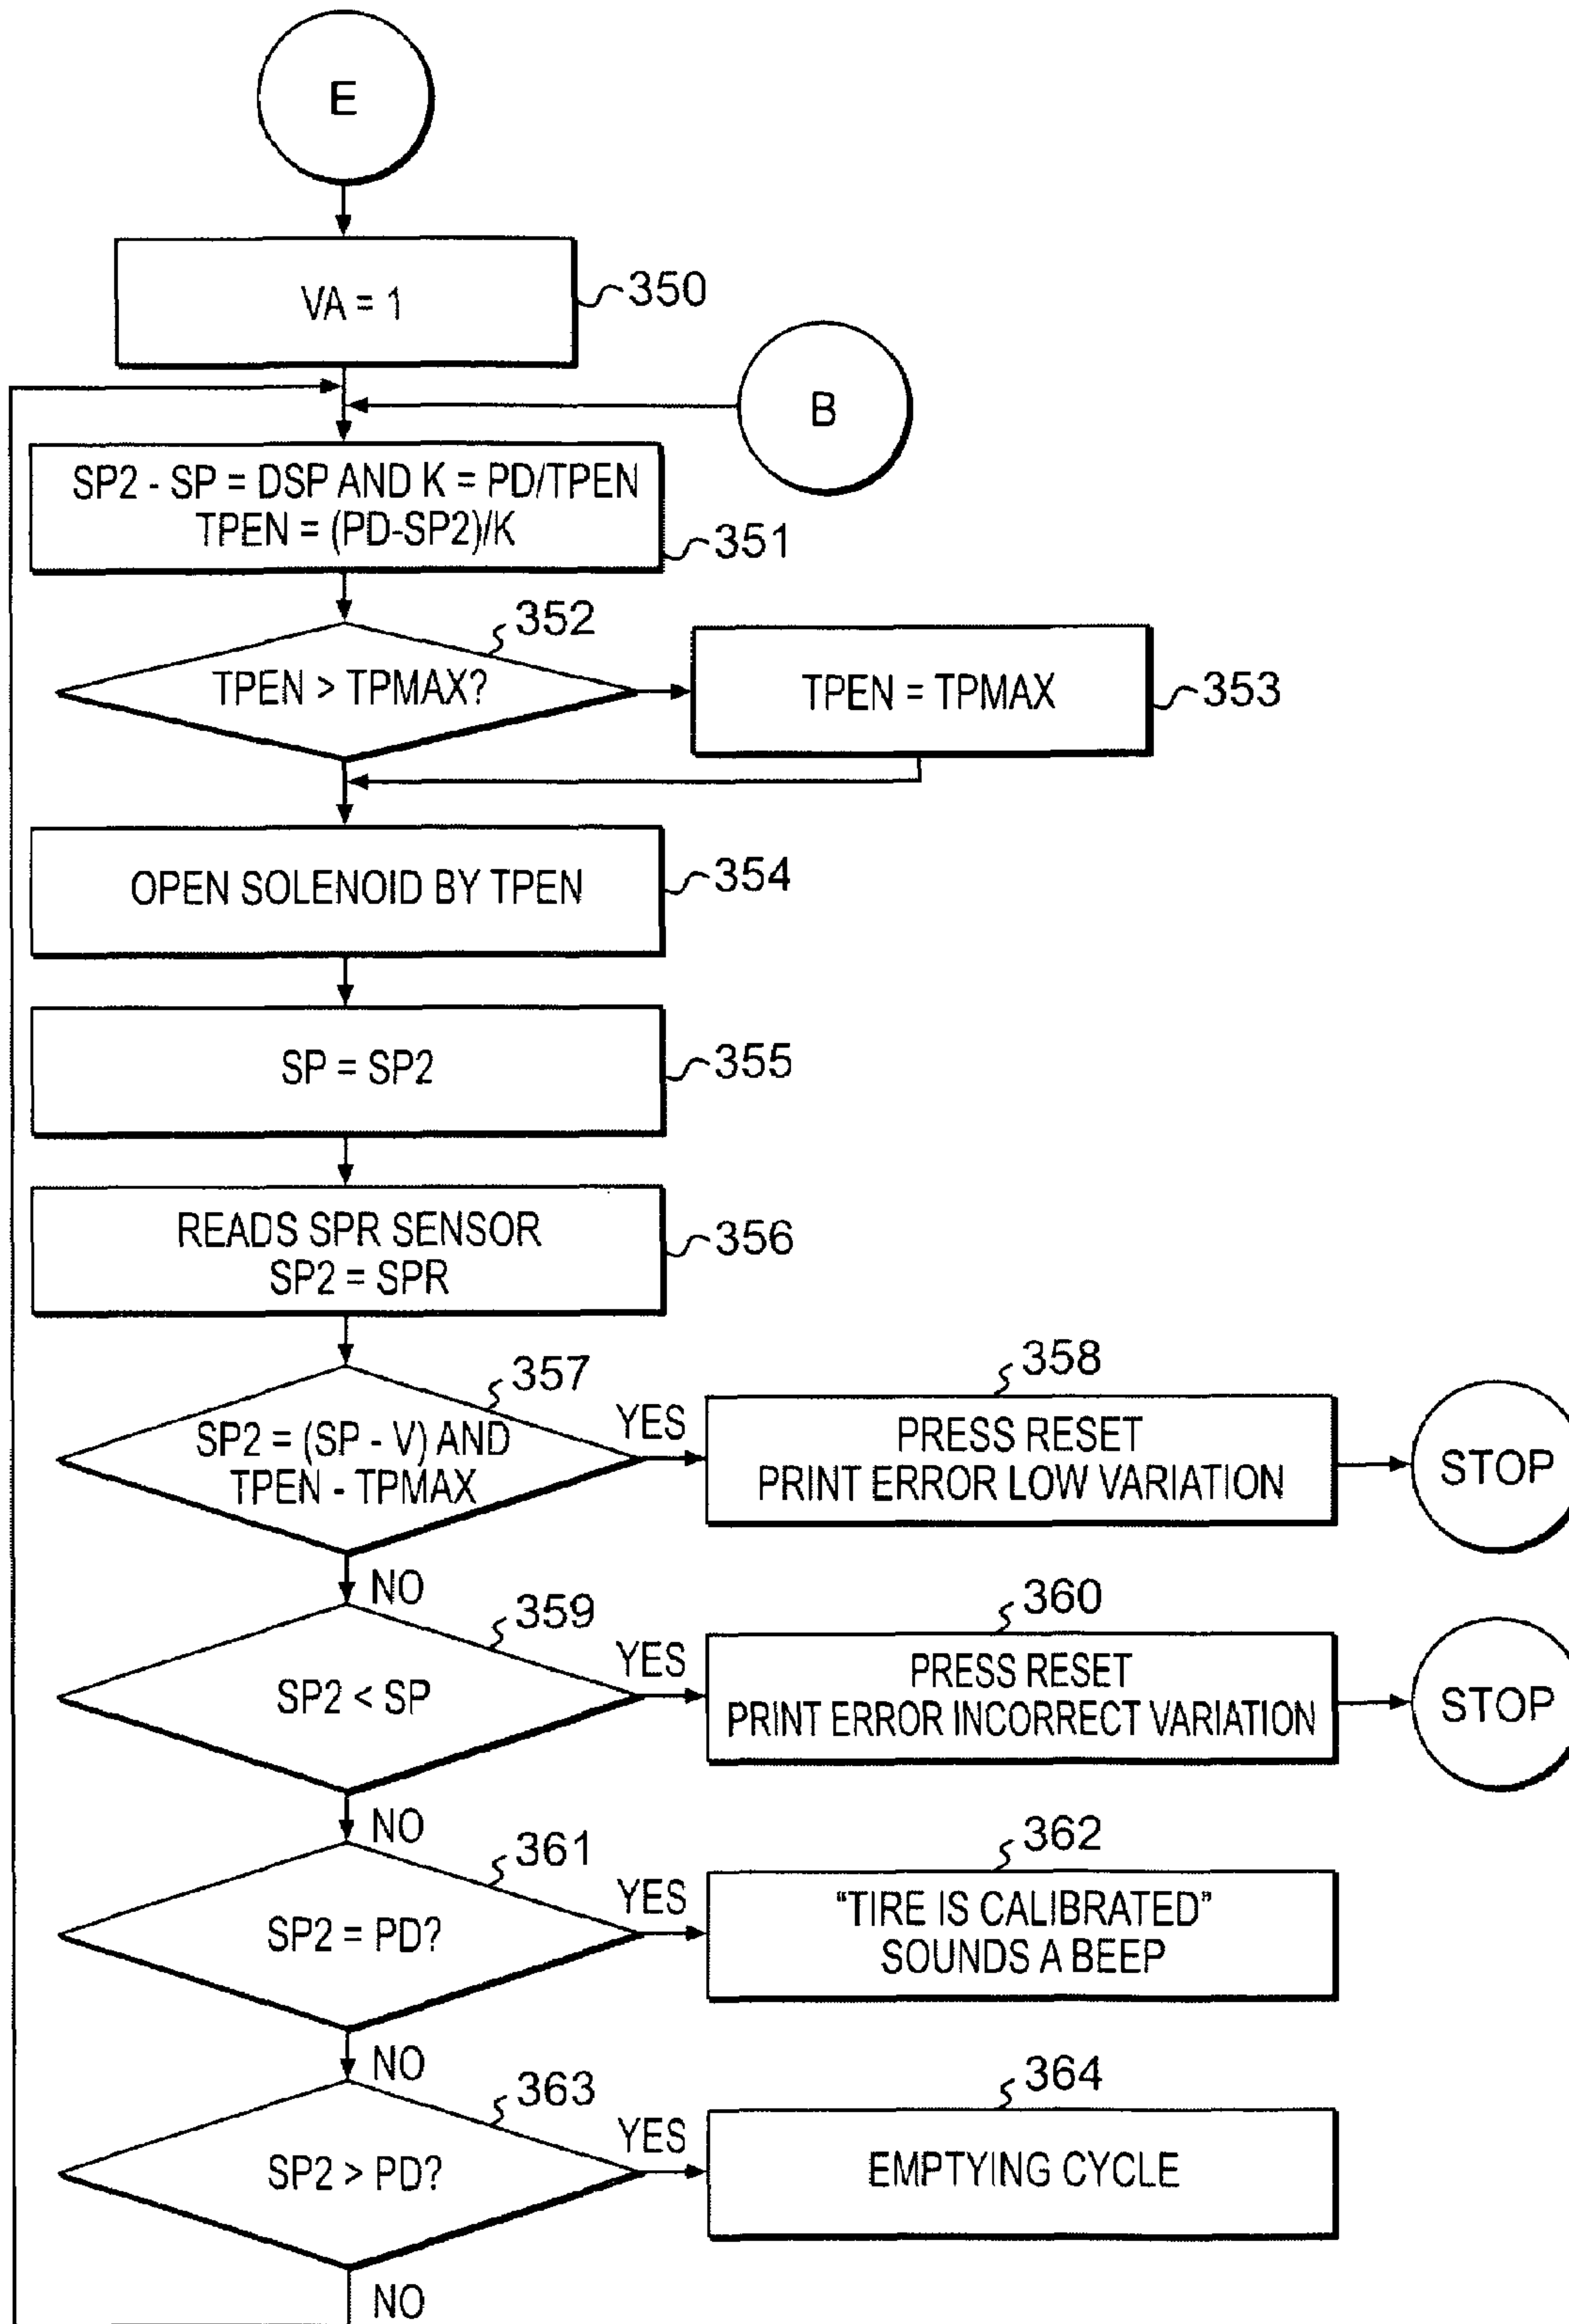 E
VA = 1
350
B
SP2 - SP = DSP AND K = PD/TPEN
TPEN = (PD-SP2)/K
351
352
TPEN > TPMAX?
TPEN = TPMAX
353
OPEN SOLENOID BY TPEN
354
SP = SP2
355
READS SPR SENSOR
SP2 = SPR
356
357
SP2 = (SP - V) AND
TPEN - TPMAX
YES
358
PRESS RESET
PRINT ERROR LOW VARIATION
STOP
NO
359
SP2 < SP
YES
360
PRESS RESET
PRINT ERROR INCORRECT VARIATION
STOP
NO
361
SP2 = PD?
YES
362
“TIRE IS CALIBRATED”
SOUNDS A BEEP
NO
363
SP2 > PD?
YES
364
EMPTYING CYCLE
NO